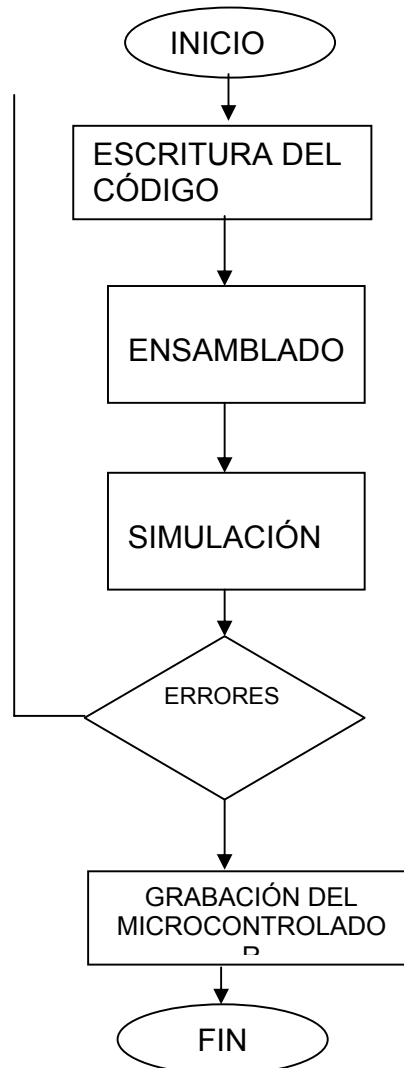 INICIO
ESCRITURA DEL
CÓDIGO
ENSAMBLADO
SIMULACIÓN
ERRORES
GRABACIÓN DEL
MICROCONTROLADO
R
FIN